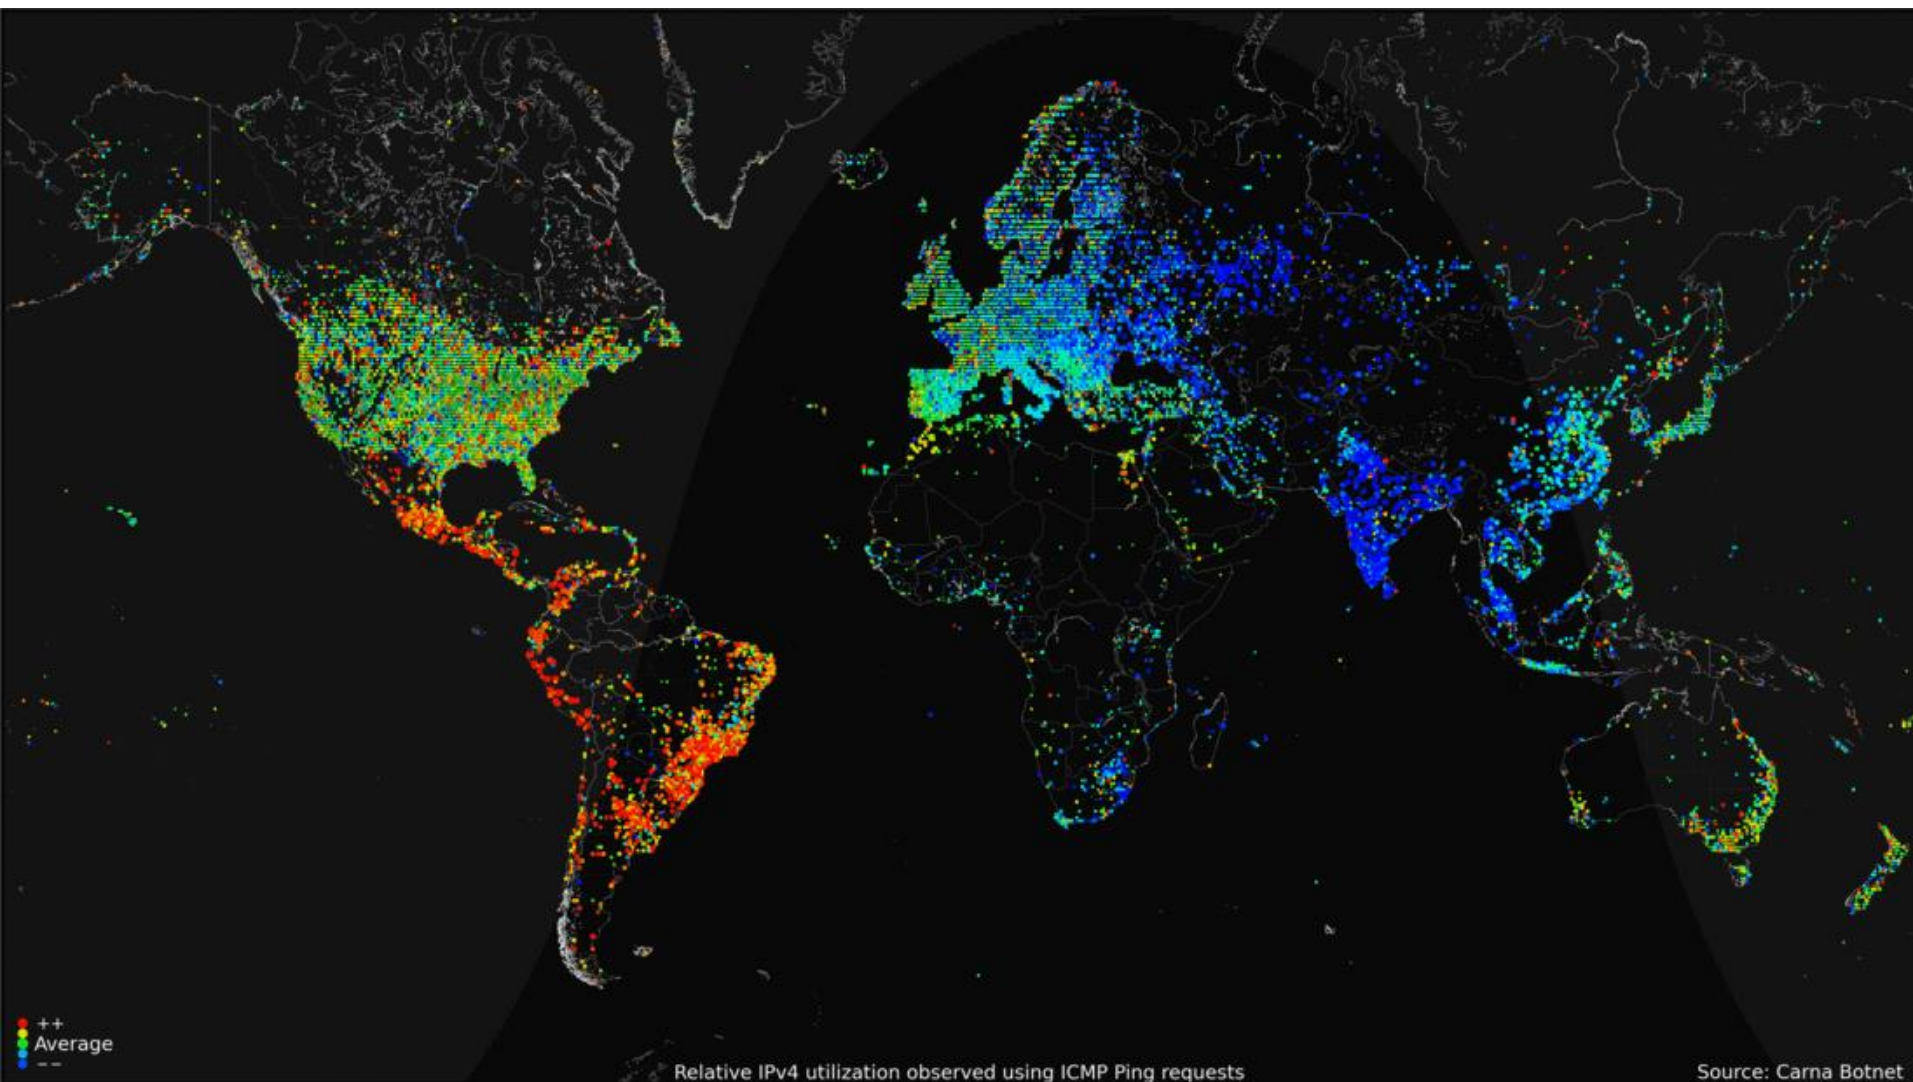 ++
Average
--
Relative IPv4 utilization observed using ICMP Ping requests
Source: Carna Botnet